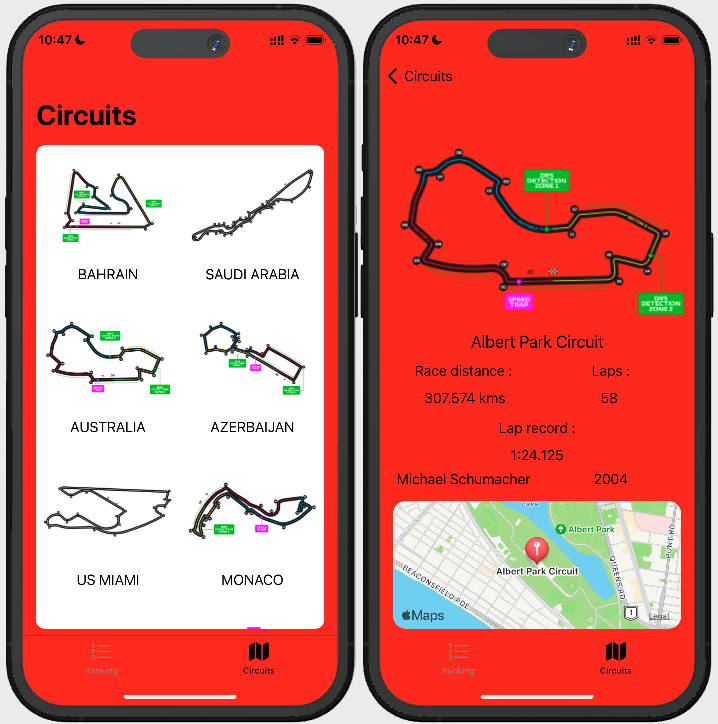 10:47
Circuits
BAHRAIN
SAUDI ARABIA
AUSTRALIA
AZERBAIJAN
US MIAMI
MONACO
Ranking
Circuits
10:47
Circuits
DRS
DETECTION
ZONE 1
SPEED
TRAP
DRS
DETECTION
ZONE 2
Albert Park Circuit
Race distance :
Laps :
307.574 kms
58
Lap record :
1:24.125
Michael Schumacher
2004
Lake
Albert Park
Albert Park Circuit
BEACONSFIELD PDE
QUEENS RD
PUNT RD
1
Maps
Legal
Ranking
Circuits